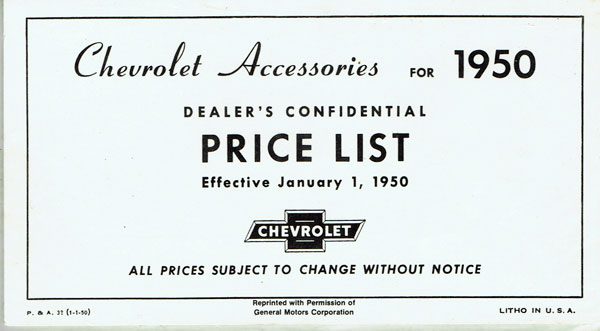 Chevrolet Accessories FOR 1950
DEALER'S CONFIDENTIAL
PRICE LIST
Effective January 1, 1950
CHEVROLET
ALL PRICES SUBJECT TO CHANGE WITHOUT NOTICE
P. & A. (1-1-50)
Reprinted with Permission of
General Motors Corporation
LITHO IN U. S. A.